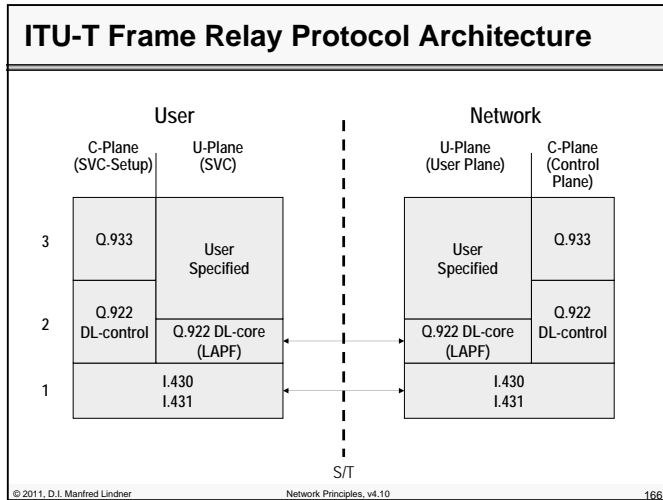 ITU-T Frame Relay Protocol Architecture
User
Network
C-Plane
(SVC-Setup)
U-Plane
(SVC)
U-Plane
(User Plane)
C-Plane
(Control
Plane)
3
Q.933
User
Specified
User
Specified
Q.933
2
Q.922
DL-control
Q.922 DL-core
(LAPF)
Q.922 DL-core
(LAPF)
Q.922
DL-control
1
I.430
I.431
I.430
I.431
S/T
© 2011, D.I. Manfred Lindner
Network Principles, v4.10
166